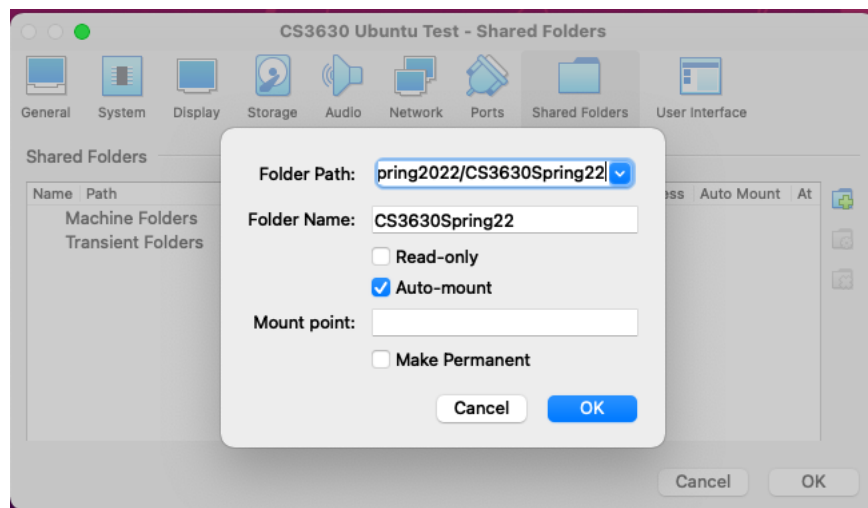 CS3630 Ubuntu Test - Shared Folders
General System Display Storage Audio Network Ports Shared Folders User Interface
Shared Folders
Name Path Auto Mount At
Machine Folders
Transient Folders
Folder Path: pring2022/CS3630Spring22
Folder Name: CS3630Spring22
Read-only
Auto-mount
Mount point:
Make Permanent
Cancel OK
Cancel OK